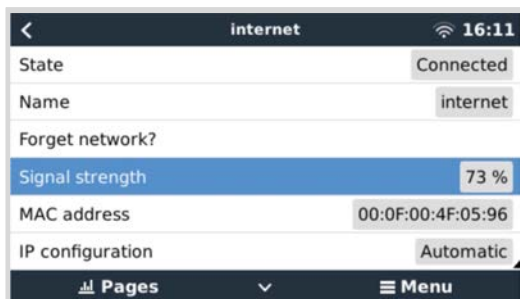 internet 16:11
State Connected
Name internet
Forget network?
Signal strength 73 %
MAC address 00:0F:00:4F:05:96
IP configuration Automatic
Pages Menu